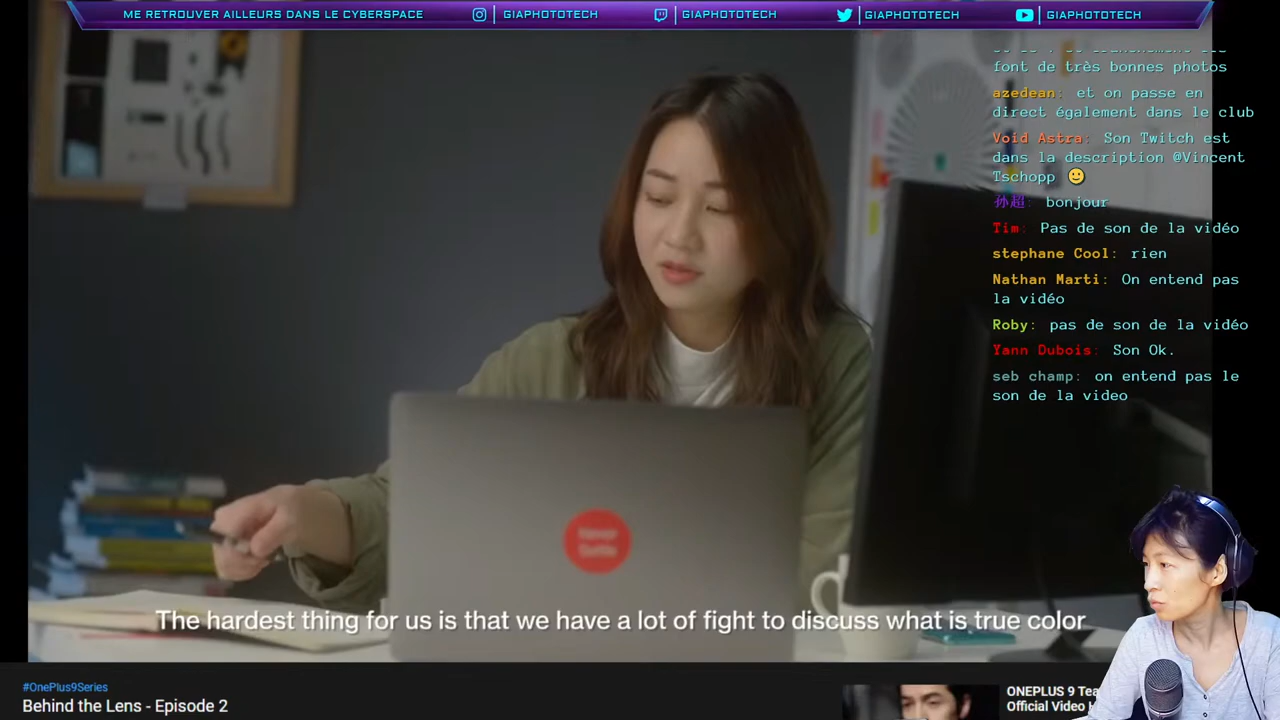 ME RETROUVER AILLEURS DANS LE CYBERSPACE
GIAPHOTOTECH
GIAPHOTOTECH
GIAPHOTOTECH
GIAPHOTOTECH
font de très bonnes photos
azedean: et on passe en
direct également dans le club
Void Astra: Son Twitch est
dans la description @Vincent
Tschopp 🙂
孙超: bonjour
Tim: Pas de son de la vidéo
stephane Cool: rien
Nathan Marti: On entend pas
la vidéo
Roby: pas de son de la vidéo
Yann Dubois: Son Ok.
seb champ: on entend pas le
son de la video
Never
Settle
The hardest thing for us is that we have a lot of fight to discuss what is true color
#OnePlus9Series
Behind the Lens - Episode 2
ONEPLUS 9
Official Video